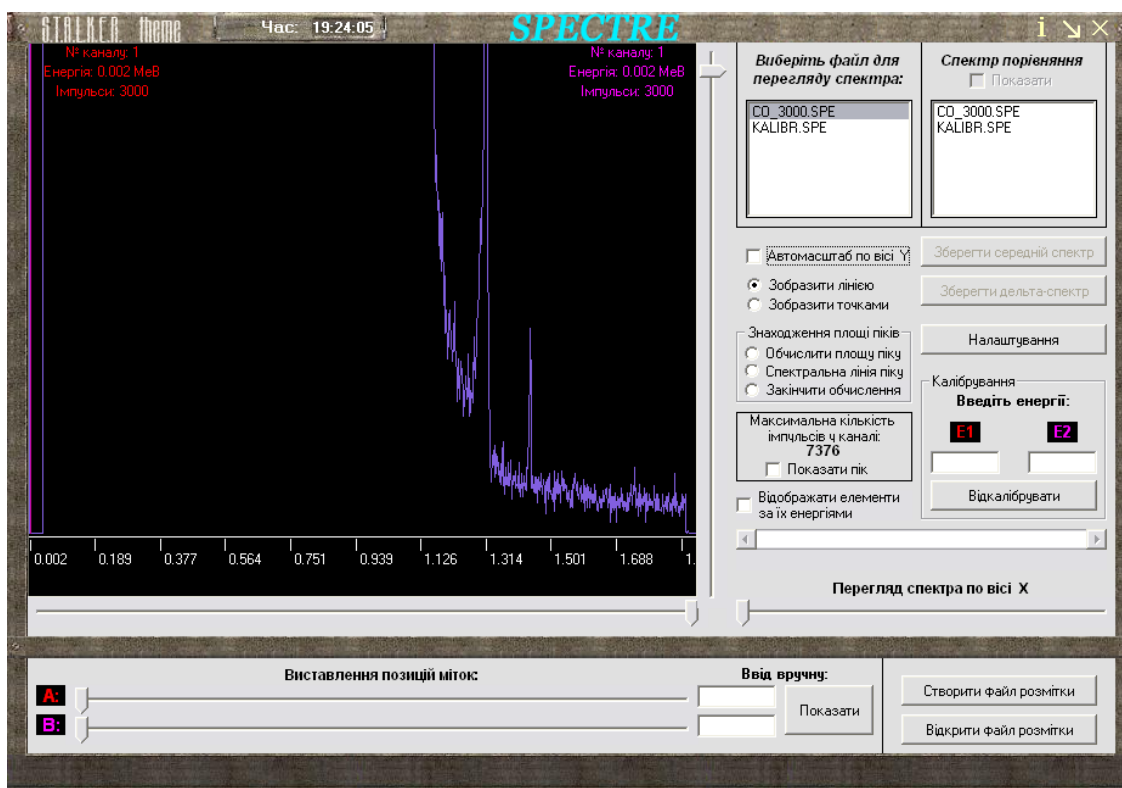 S.T.A.L.K.E.R. theme
Час: 19:24:05
SPECTRE
i
№ каналу: 1
Енергія: 0.002 МеВ
Імпульси: 3000
№ каналу: 1
Енергія: 0.002 МеВ
Імпульси: 3000
0.002 0.189 0.377 0.564 0.751 0.939 1.126 1.314 1.501 1.688 1.
Виберіть файл для
перегляду спектра:
CO_3000.SPE
KALIBR.SPE
Спектр порівняння
Показати
CO_3000.SPE
KALIBR.SPE
Автомасштаб по вісі Y
Зобразити лінією
Зобразити точками
Зберегти середній спектр
Зберегти дельта-спектр
Знаходження площі піків
Обчислити площу піку
Спектральна лінія піку
Закінчити обчислення
Налаштування
Калібрування
Введіть енергії:
E1 E2
Відкалібрувати
Максимальна кількість
імпульсів у каналі:
7376
Показати пік
Відображати елементи
за їх енергіями
Перегляд спектра по вісі X
Виставлення позицій міток:
A:
B:
Ввід вручну:
Показати
Створити файл розмітки
Відкрити файл розмітки